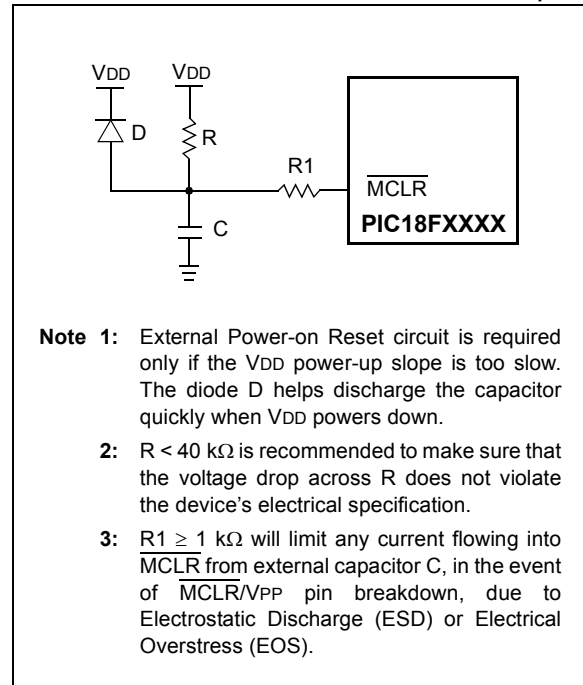 VDD VDD
D
R
R1
MCLR
C
PIC18FXXXX
Note 1: External Power-on Reset circuit is required
only if the VDD power-up slope is too slow.
The diode D helps discharge the capacitor
quickly when VDD powers down.
2: R < 40 kΩ is recommended to make sure that
the voltage drop across R does not violate
the device's electrical specification.
3: R1 ≥ 1 kΩ will limit any current flowing into
MCLR from external capacitor C, in the event
of MCLR/VPP pin breakdown, due to
Electrostatic Discharge (ESD) or Electrical
Overstress (EOS).